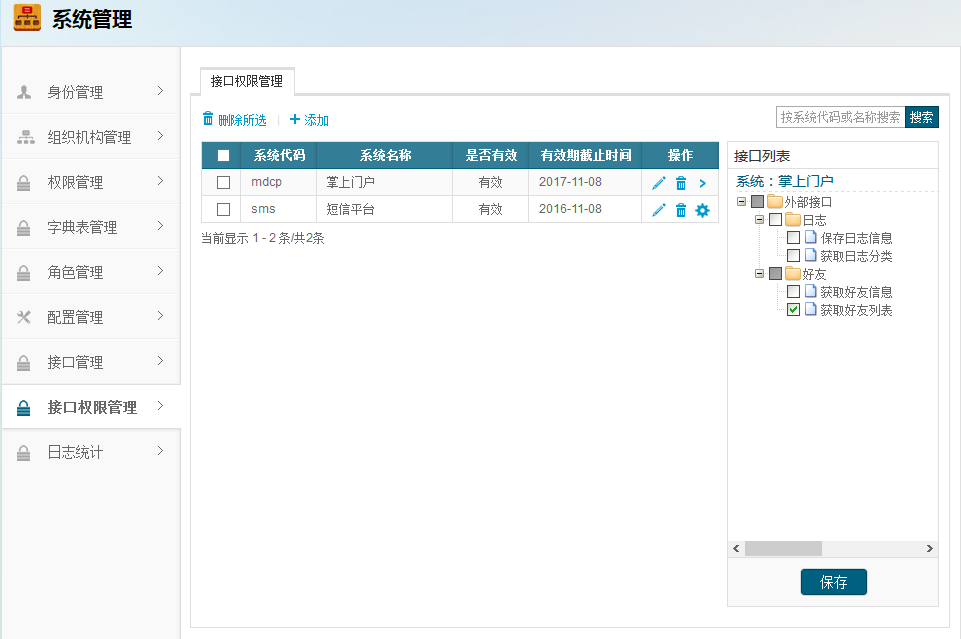 系统管理
身份管理
组织机构管理
权限管理
字典表管理
角色管理
配置管理
接口管理
接口权限管理
日志统计
接口权限管理
删除所选 | + 添加
按系统代码或名称搜索 搜索
系统代码 系统名称 是否有效 有效期截止时间 操作
mdcp 掌上门户 有效 2017-11-08
sms 短信平台 有效 2016-11-08
当前显示 1 - 2 条/共2条
接口列表
系统：掌上门户
外部接口
日志
保存日志信息
获取日志分类
好友
获取好友信息
获取好友列表
保存